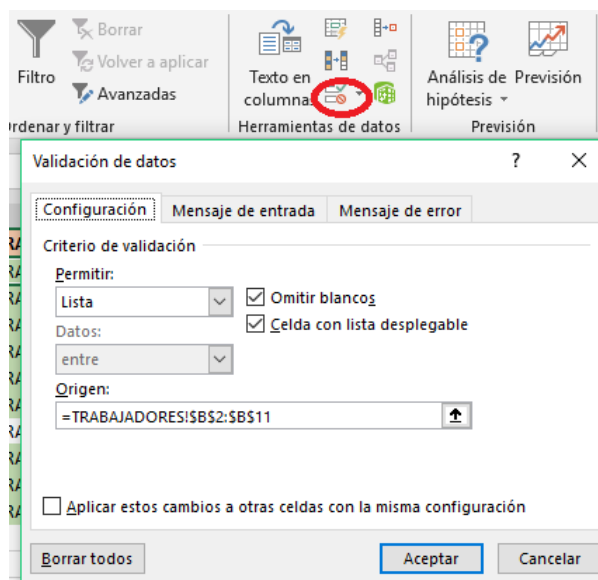 Filtro
Borrar
Volver a aplicar
Avanzadas
Ordenar y filtrar
Texto en
columnas
Herramientas de datos
Análisis de
hipótesis
Previsión
Previsión
Validación de datos
?
Configuración
Mensaje de entrada
Mensaje de error
Criterio de validación
Permitir:
Lista
Omitir blancos
Celda con lista desplegable
Datos:
entre
Origen:
=TRABAJADORES!$B$2:$B$11
Aplicar estos cambios a otras celdas con la misma configuración
Borrar todos
Aceptar
Cancelar